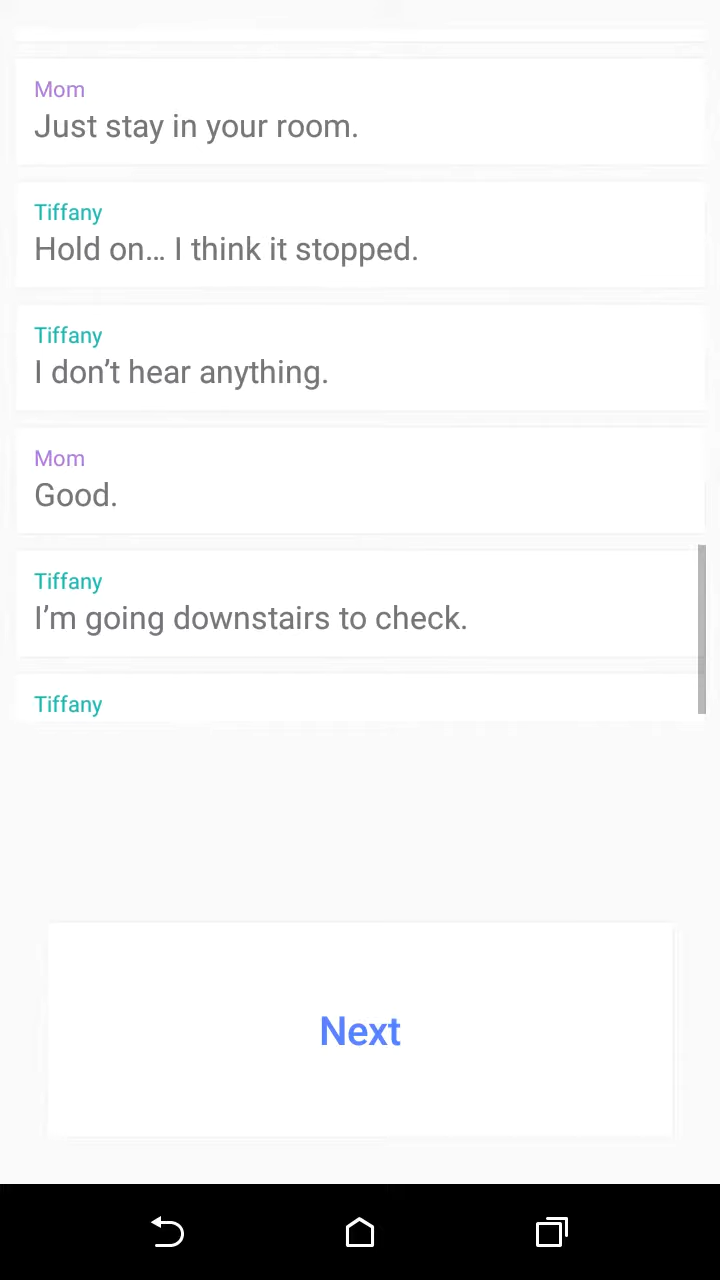 Mom
Just stay in your room.
Tiffany
Hold on... I think it stopped.
Tiffany
I don’t hear anything.
Mom
Good.
Tiffany
I’m going downstairs to check.
Tiffany
Next